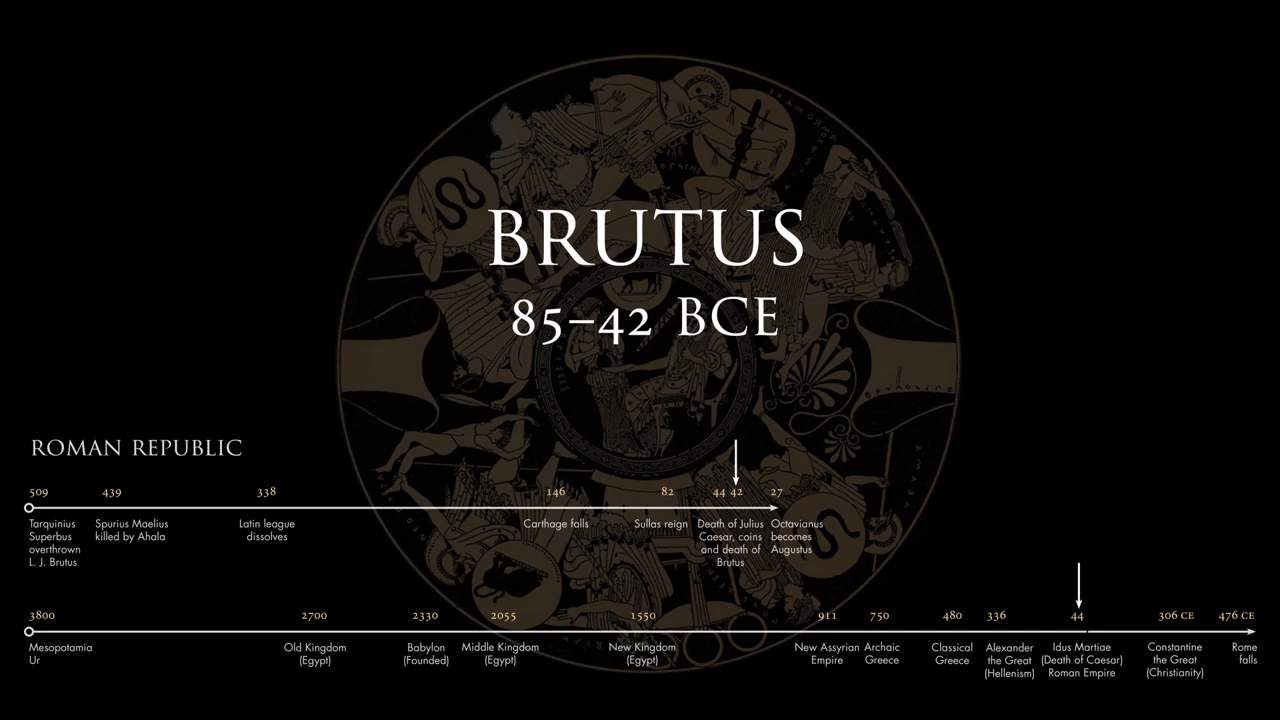 BRUTUS
85–42 BCE
ROMAN REPUBLIC
509 439 338 146 82 44 42 27
Tarquinius
Superbus
overthrown
L. J. Brutus
Spurius Maelius
killed by Ahala
Latin league
dissolves
Carthage falls
Sullas reign
Death of Julius
Caesar, coins
and death of
Brutus
Octavianus
becomes
Augustus
3800 2700 2330 2055 1550 911 750 480 336 44 306 CE 476 CE
Mesopotamia
Ur
Old Kingdom
(Egypt)
Babylon
(Founded)
Middle Kingdom
(Egypt)
New Kingdom
(Egypt)
New Assyrian
Empire
Archaic
Greece
Classical
Greece
Alexander
the Great
(Hellenism)
Idus Martiae
(Death of Caesar)
Roman Empire
Constantine
the Great
(Christianity)
Rome
falls